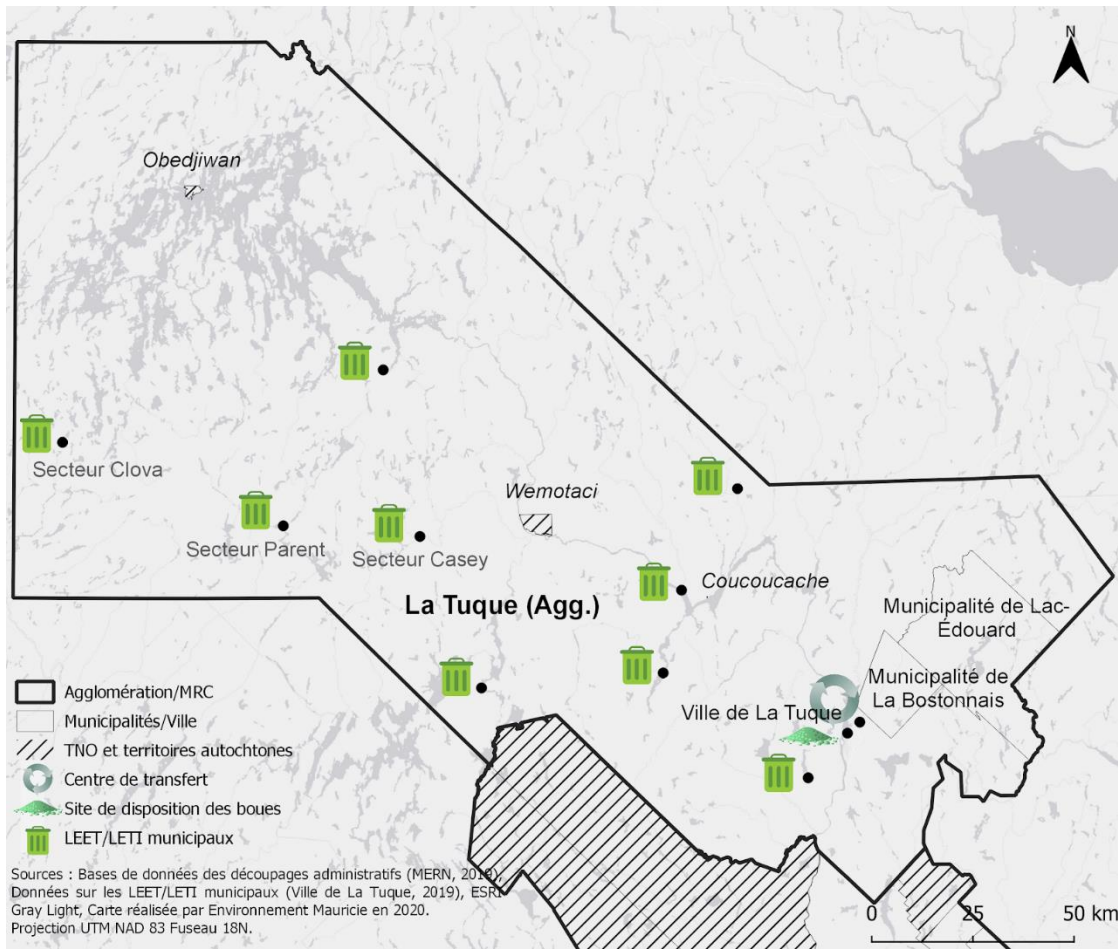 N
Obedjiwan
Secteur Clova
Wemotaci
Secteur Parent
Secteur Casey
Coucoucache
La Tuque (Agg.)
Municipalité de Lac-
Édouard
Municipalité de
La Bostonnais
Ville de La Tuque
Agglomération/MRC
Municipalités/Ville
TNO et territoires autochtones
Centre de transfert
Site de disposition des boues
LEET/LETI municipaux
Sources : Bases de données des découpages administratifs (MERN, 2019),
Données sur les LEET/LETI municipaux (Ville de La Tuque, 2019), ESRI
Gray Light, Carte réalisée par Environnement Mauricie en 2020.
Projection UTM NAD 83 Fuseau 18N.
0 25 50 km